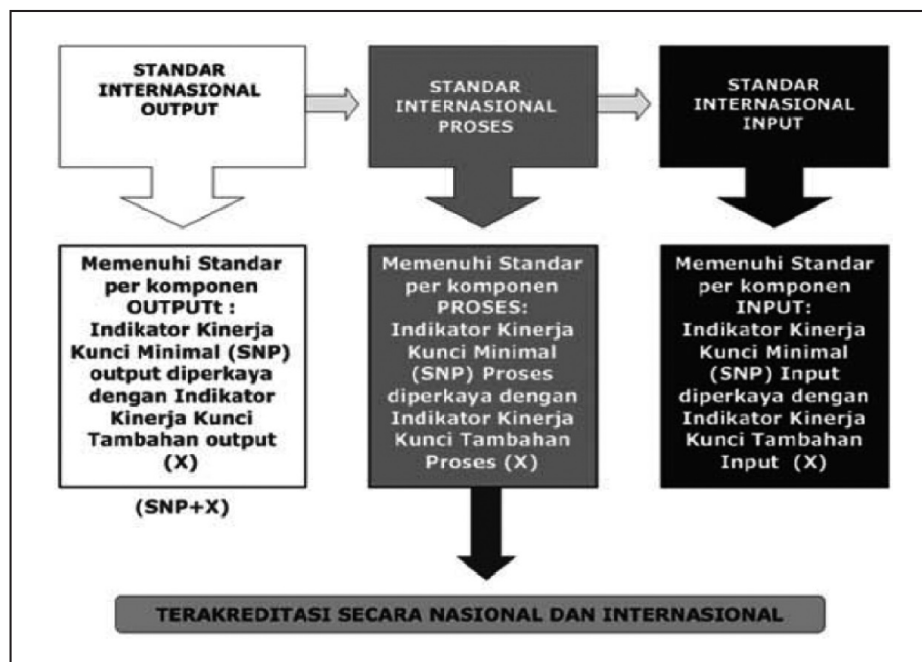 STANDAR
INTERNASIONAL
OUTPUT
STANDAR
INTERNASIONAL
PROSES
STANDAR
INTERNASIONAL
INPUT
Memenuhi Standar
per komponen
OUTPUTt :
Indikator Kinerja
Kunci Minimal (SNP)
output diperkaya
dengan Indikator
Kinerja Kunci
Tambahan output
(X)
(SNP+X)
Memenuhi Standar
per komponen
PROSES:
Indikator Kinerja
Kunci Minimal
(SNP) Proses
diperkaya dengan
Indikator Kinerja
Kunci Tambahan
Proses (X)
Memenuhi Standar
per komponen
INPUT:
Indikator Kinerja
Kunci Minimal
(SNP) Input
diperkaya dengan
Indikator Kinerja
Kunci Tambahan
Input (X)
TERAKREDITASI SECARA NASIONAL DAN INTERNASIONAL